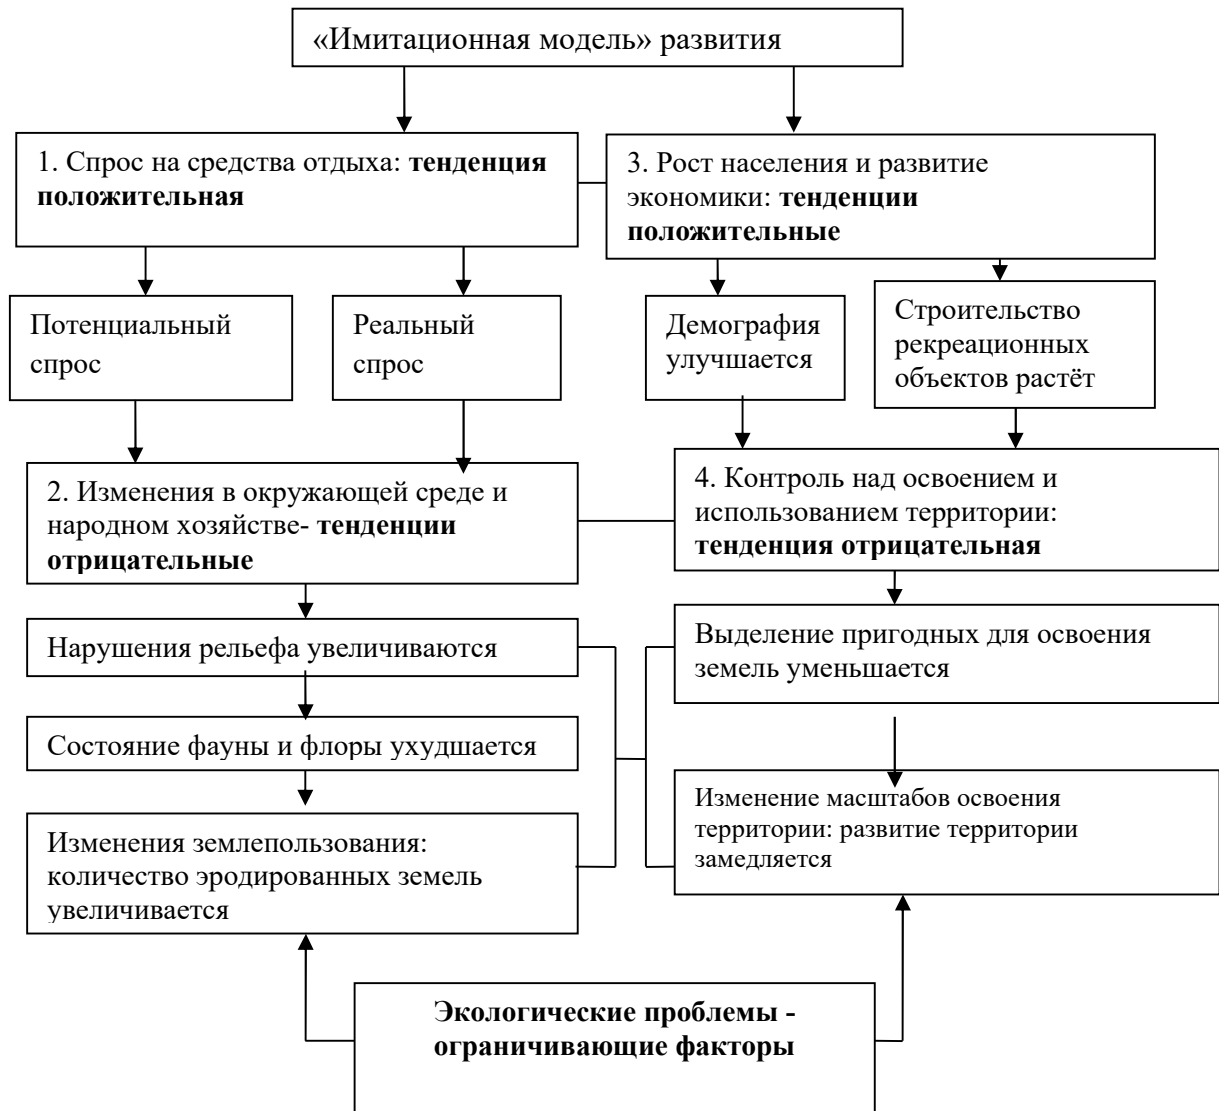 «Имитационная модель» развития
1. Спрос на средства отдыха: тенденция
положительная
3. Рост населения и развитие
экономики: тенденции
положительные
Потенциальный
спрос
Реальный
спрос
Демография
улучшается
Строительство
рекреационных
объектов растёт
2. Изменения в окружающей среде и
народном хозяйстве- тенденции
отрицательные
4. Контроль над освоением и
использованием территории:
тенденция отрицательная
Нарушения рельефа увеличиваются
Выделение пригодных для освоения
земель уменьшается
Состояние фауны и флоры ухудшается
Изменение масштабов освоения
территории: развитие территории
замедляется
Изменения землепользования:
количество эродированных земель
увеличивается
Экологические проблемы -
ограничивающие факторы